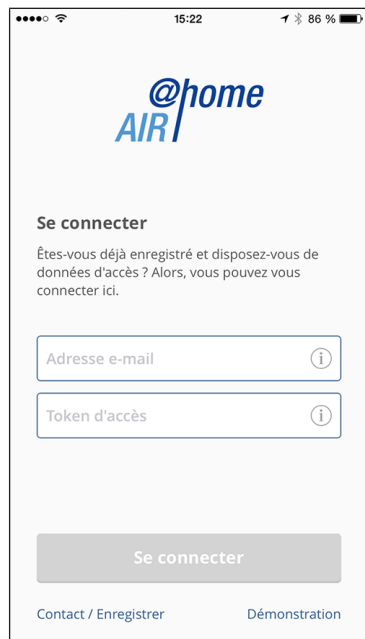 15:22
86 %
@home
AIR
Se connecter
Êtes-vous déjà enregistré et disposez-vous de
données d'accès ? Alors, vous pouvez vous
connecter ici.
Adresse e-mail
Token d'accès
Se connecter
Contact / Enregistrer Démonstration